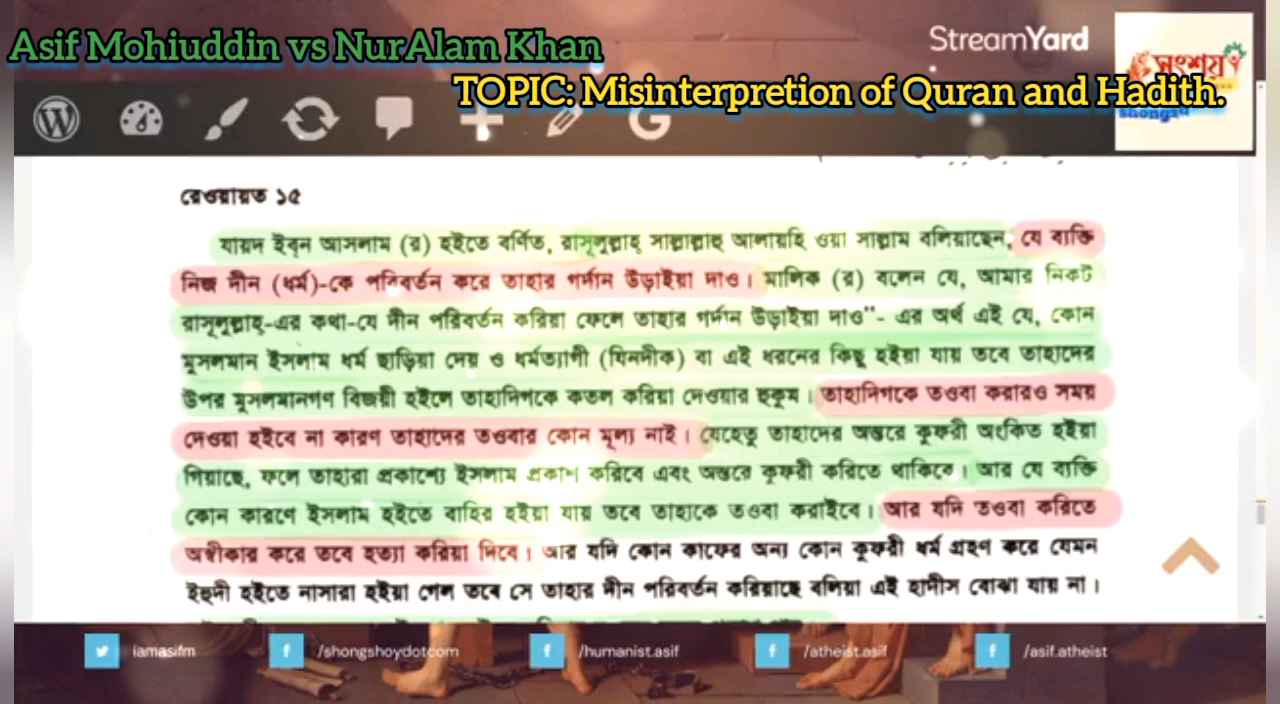 Asif Mohiuddin vs NurAlam Khan
StreamYard
সংশয়
TOPIC: Misinterpretion of Quran and Hadith.
রেওয়ায়ত ১৫
যায়দ ইব্‌ন আসলাম (র) হইতে বর্ণিত, রাসূলুল্লাহ্ সাল্লাল্লাহু আলায়হি ওয়া সাল্লাম বলিয়াছেন, যে ব্যক্তি
নিজ দীন (ধর্ম)-কে পরিবর্তন করে তাহার গর্দান উড়াইয়া দাও। মালিক (র) বলেন যে, আমার নিকট
রাসূলুল্লাহ্-এর কথা-যে দীন পরিবর্তন করিয়া ফেলে তাহার গর্দান উড়াইয়া দাও"- এর অর্থ এই যে, কোন
মুসলমান ইসলাম ধর্ম ছাড়িয়া দেয় ও ধর্মত্যাগী (যিনদীক) বা এই ধরনের কিছু হইয়া যায় তবে তাহাদের
উপর মুসলমানগণ বিজয়ী হইলে তাহাদিগকে কতল করিয়া দেওয়ার হুকুম। তাহাদিগকে তওবা করারও সময়
দেওয়া হইবে না কারণ তাহাদের তওবার কোন মূল্য নাই। যেহেতু তাহাদের অন্তরে কুফরী অংকিত হইয়া
গিয়াছে, ফলে তাহারা প্রকাশ্যে ইসলাম প্রকাশ করিবে এবং অন্তরে কুফরী করিতে থাকিবে। আর যে ব্যক্তি
কোন কারণে ইসলাম হইতে বাহির হইয়া যায় তবে তাহাকে তওবা করাইবে। আর যদি তওবা করিতে
অস্বীকার করে তবে হত্যা করিয়া দিবে। আর যদি কোন কাফের অন্য কোন কুফরী ধর্ম গ্রহণ করে যেমন
ইহুদী হইতে নাসারা হইয়া গেল তবে সে তাহার দীন পরিবর্তন করিয়াছে বলিয়া এই হাদীস বোঝা যায় না।
iamasifm
/shongshoydotcom
/humanist.asif
/atheist.asif
/asif.atheist